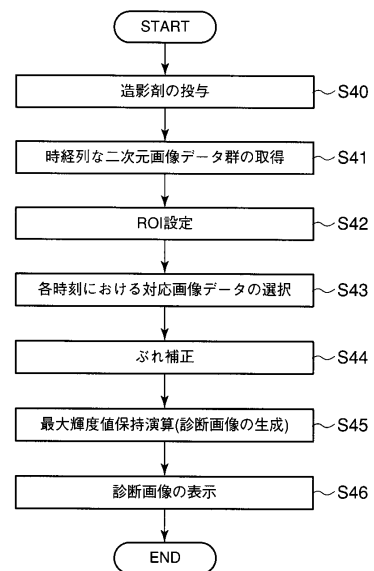 START
造影剤の投与 S40
時経列な二次元画像データ群の取得 S41
ROI設定 S42
各時刻における対応画像データの選択 S43
ぶれ補正 S44
最大輝度値保持演算(診断画像の生成) S45
診断画像の表示 S46
END